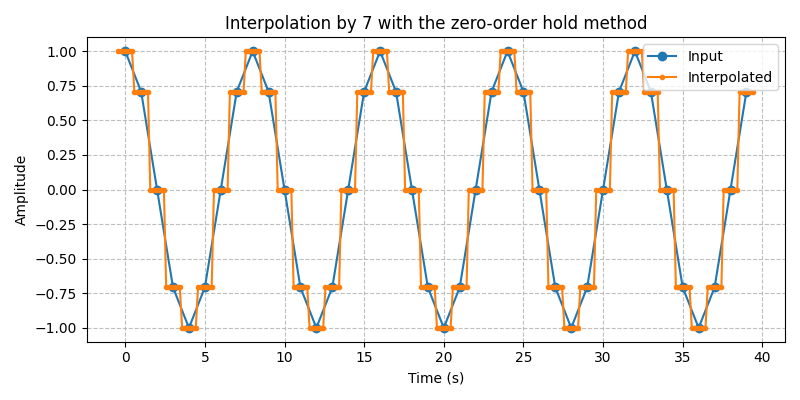 Interpolation by 7 with the zero-order hold method
Input
Interpolated
1.00
0.75
0.50
0.25
0.00
−0.25
−0.50
−0.75
−1.00
Amplitude
0 5 10 15 20 25 30 35 40
Time (s)